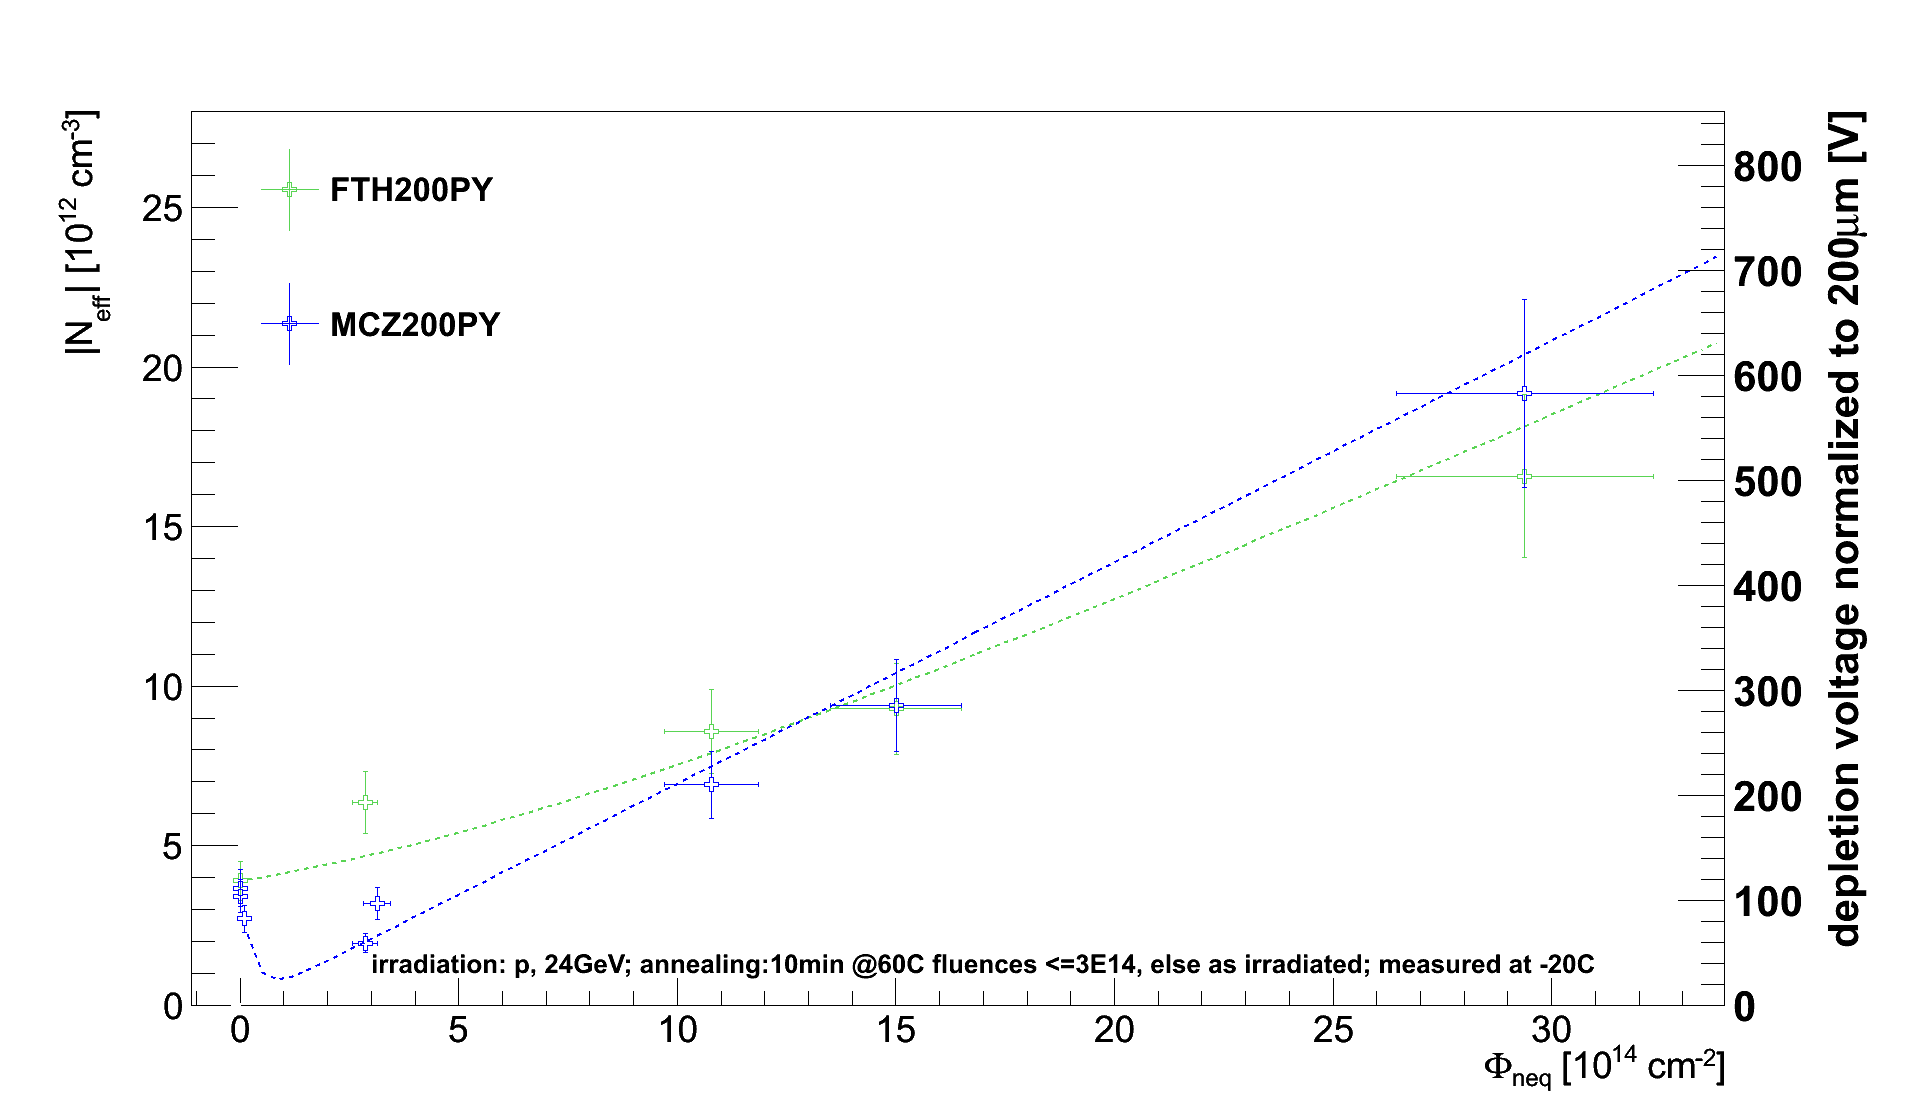 |Neff| [10^12 cm^-3]
25
20
15
10
5
0
FTH200PY
MCZ200PY
irradiation: p, 24GeV; annealing:10min @60C fluences <=3E14, else as irradiated; measured at -20C
0 5 10 15 20 25 30
Φneq [10^14 cm^-2]
800
700
600
500
400
300
200
100
0
depletion voltage normalized to 200μm [V]